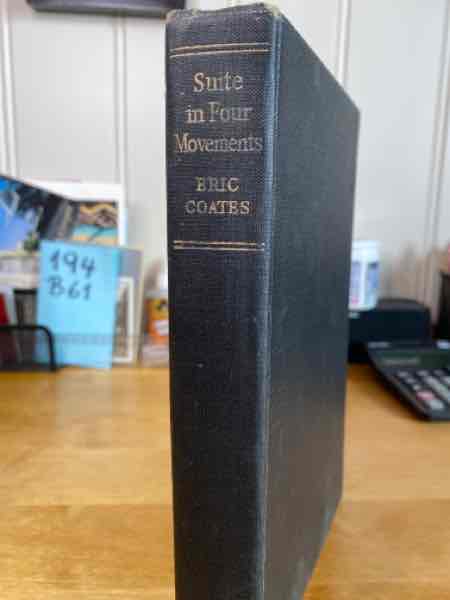 Suite
in Four
Movements
ERIC
COATES
194
B61